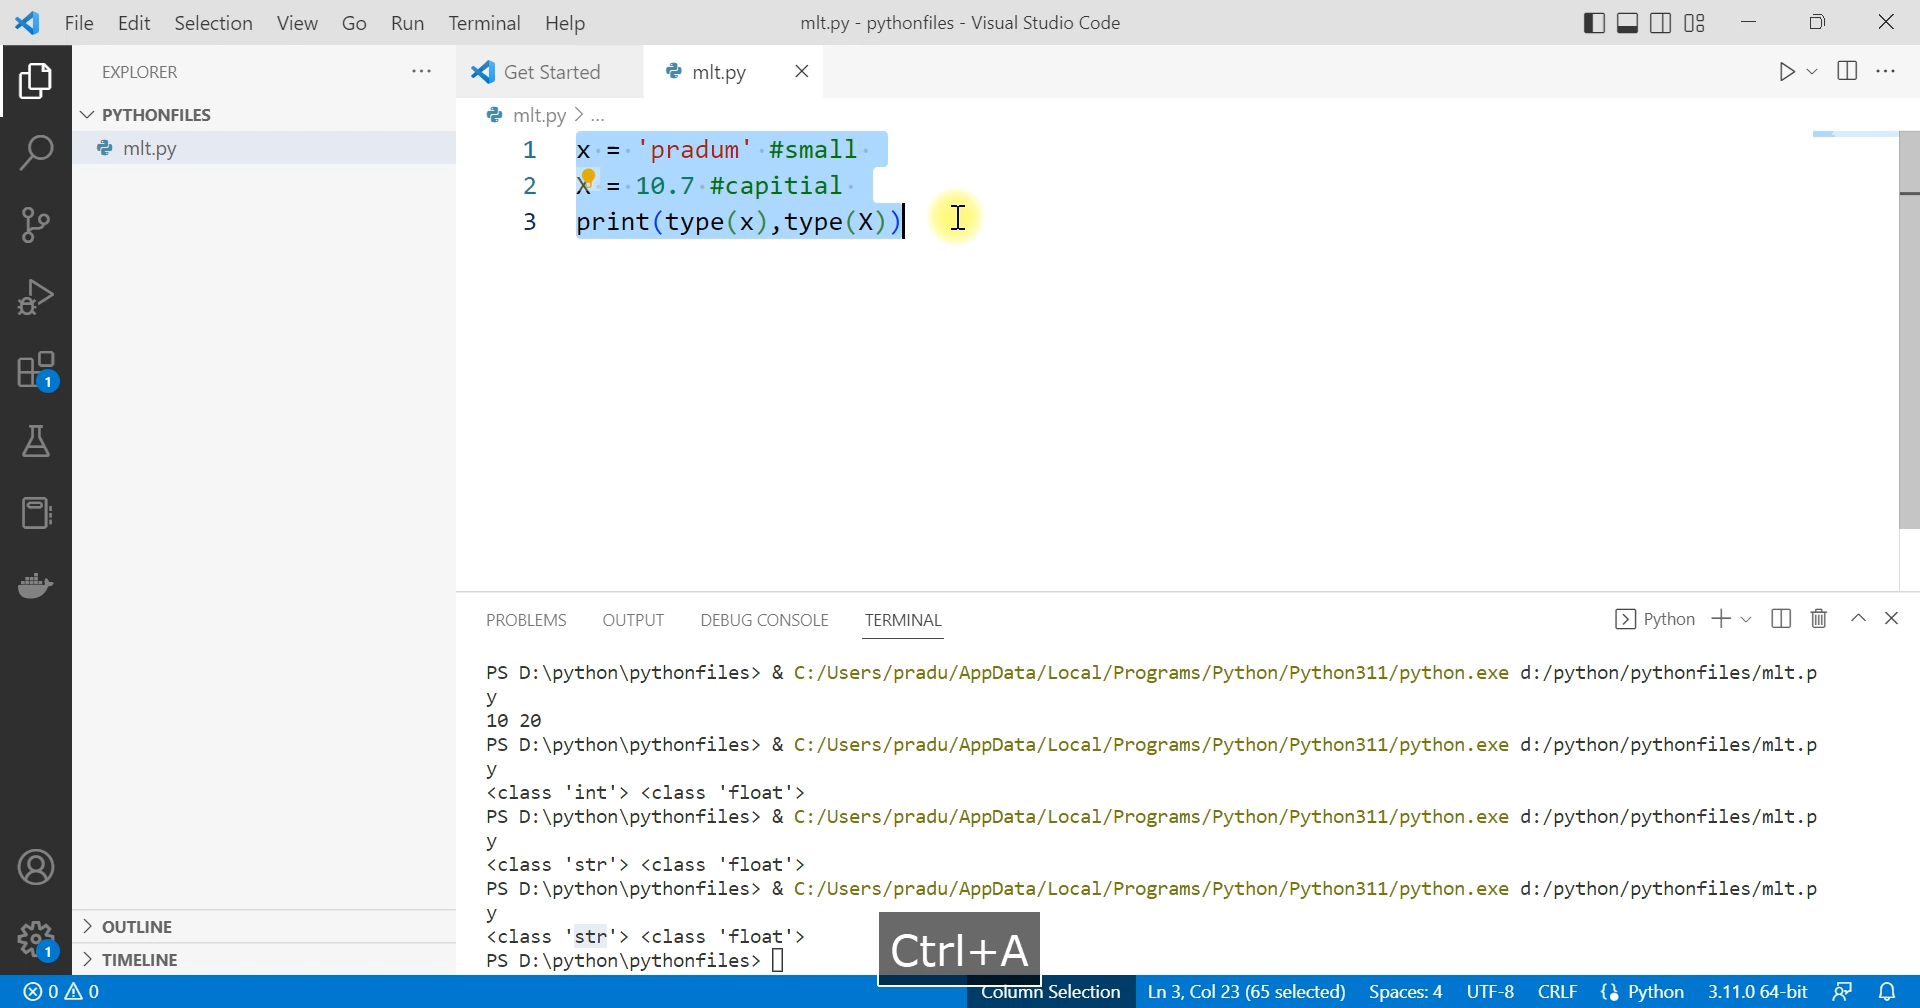 File Edit Selection View Go Run Terminal Help mlt.py - pythonfiles - Visual Studio Code
EXPLORER ...
Get Started mlt.py
PYTHONFILES
mlt.py > ...
mlt.py
1 x = 'pradum' #small
2 X = 10.7 #capitial
3 print(type(x),type(X))
PROBLEMS OUTPUT DEBUG CONSOLE TERMINAL Python
PS D:\python\pythonfiles> & C:/Users/pradu/AppData/Local/Programs/Python/Python311/python.exe d:/python/pythonfiles/mlt.p
y
10 20
PS D:\python\pythonfiles> & C:/Users/pradu/AppData/Local/Programs/Python/Python311/python.exe d:/python/pythonfiles/mlt.p
y
<class 'int'> <class 'float'>
PS D:\python\pythonfiles> & C:/Users/pradu/AppData/Local/Programs/Python/Python311/python.exe d:/python/pythonfiles/mlt.p
y
<class 'str'> <class 'float'>
PS D:\python\pythonfiles> & C:/Users/pradu/AppData/Local/Programs/Python/Python311/python.exe d:/python/pythonfiles/mlt.p
y
<class 'str'> <class 'float'>
PS D:\python\pythonfiles>
1
OUTLINE
1
TIMELINE
Ctrl+A
0 0 Column Selection Ln 3, Col 23 (65 selected) Spaces: 4 UTF-8 CRLF Python 3.11.0 64-bit